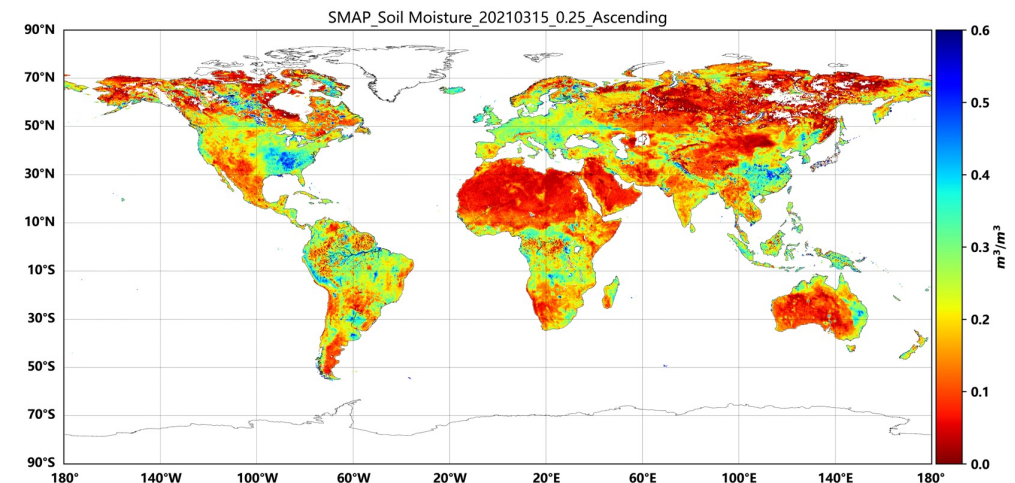 SMAP_Soil Moisture_20210315_0.25_Ascending
90°N
70°N
50°N
30°N
10°N
10°S
30°S
50°S
70°S
90°S
180°
140°W
100°W
60°W
20°W
20°E
60°E
100°E
140°E
180°
0.6
0.5
0.4
0.3
0.2
0.1
0.0
m³/m³